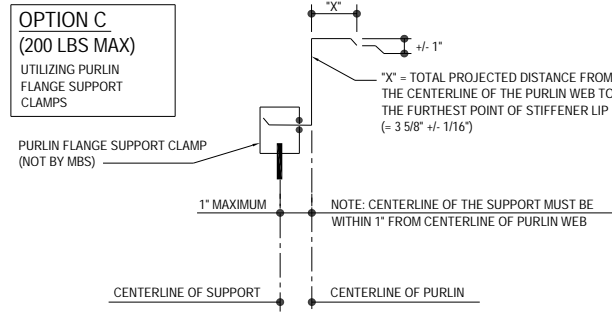 OPTION C
(200 LBS MAX)
UTILIZING PURLIN
FLANGE SUPPORT
CLAMPS
"X"
+/- 1"
"X" = TOTAL PROJECTED DISTANCE FROM
THE CENTERLINE OF THE PURLIN WEB TO
THE FURTHEST POINT OF STIFFENER LIP
(= 3 5/8" +/- 1/16")
PURLIN FLANGE SUPPORT CLAMP
(NOT BY MBS)
1" MAXIMUM
NOTE: CENTERLINE OF THE SUPPORT MUST BE
WITHIN 1" FROM CENTERLINE OF PURLIN WEB
CENTERLINE OF SUPPORT
CENTERLINE OF PURLIN